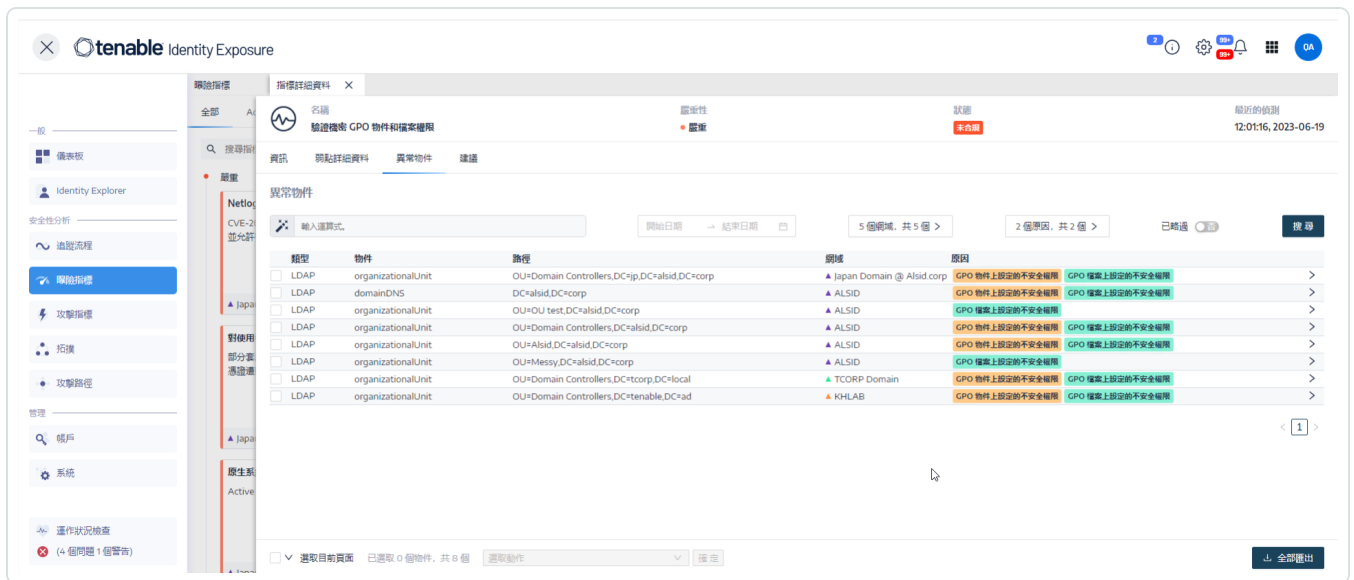 tenable Identity Exposure
2
99+
99+
QA
曝險指標
指標詳細資料
全部
名稱
嚴重性
狀態
最近的偵測
驗證機密 GPO 物件和檔案權限
嚴重
未合規
12:01:16, 2023-06-19
一般
儀表板
Identity Explorer
安全性分析
追蹤流程
曝險指標
攻擊指標
拓撲
攻擊路徑
管理
帳戶
系統
運作狀況檢查
(4 個問題 1 個警告)
嚴重
CVE-2
並允許
對使用
部分套
Active
資訊 弱點詳細資料 異常物件 建議
異常物件
輸入運算式。 開始日期 → 結束日期 5 個網域，共 5 個 > 2 個原因，共 2 個 > 已略過 否 搜尋
類型 物件 路徑 網域 原因
LDAP organizationalUnit OU=Domain Controllers,DC=jp,DC=alsid,DC=corp Japan Domain @ Alsid.corp GPO 物件上設定的不安全權限 GPO 檔案上設定的不安全權限
LDAP domainDNS DC=alsid,DC=corp ALSID GPO 物件上設定的不安全權限 GPO 檔案上設定的不安全權限
LDAP organizationalUnit OU=OU test,DC=alsid,DC=corp ALSID GPO 檔案上設定的不安全權限
LDAP organizationalUnit OU=Domain Controllers,DC=alsid,DC=corp ALSID GPO 物件上設定的不安全權限 GPO 檔案上設定的不安全權限
LDAP organizationalUnit OU=Alsid,DC=alsid,DC=corp ALSID GPO 物件上設定的不安全權限 GPO 檔案上設定的不安全權限
LDAP organizationalUnit OU=Messy,DC=alsid,DC=corp ALSID GPO 檔案上設定的不安全權限
LDAP organizationalUnit OU=Domain Controllers,DC=tcorp,DC=local TCORP Domain GPO 物件上設定的不安全權限 GPO 檔案上設定的不安全權限
LDAP organizationalUnit OU=Domain Controllers,DC=tenable,DC=ad KHLAB GPO 物件上設定的不安全權限 GPO 檔案上設定的不安全權限
1
選取目前頁面 已選取 0 個物件，共 8 個 選取動作 確定 全部匯出